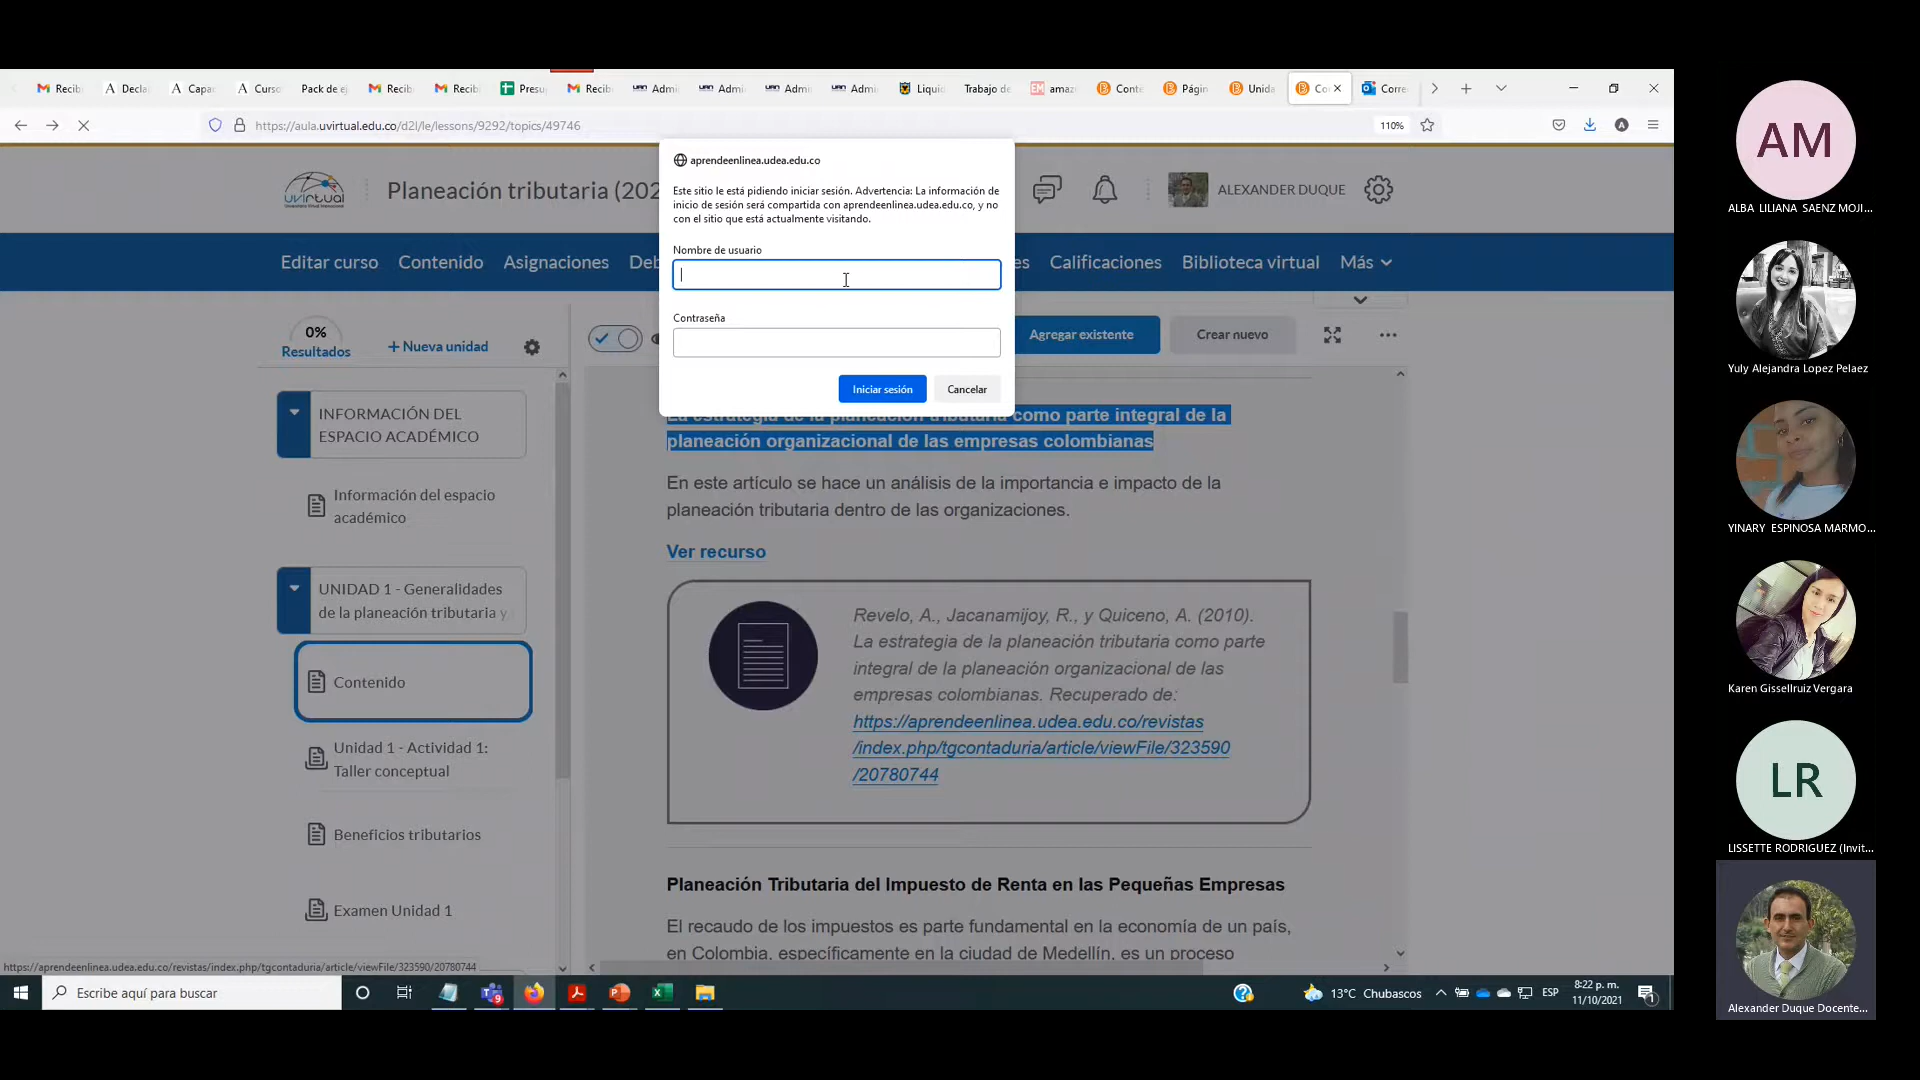 Recib
Decla
Capac
Curso
Pack de ej
Recib
Recib
Presup
Recib
Admi
Admi
Admi
Admi
Liquid
Trabajo de
amaz
Conte
Págin
Unida
Co
Corre
https://aula.uvirtual.edu.co/d2l/le/lessons/9292/topics/49746
110%
uvirtual
Planeación tributaria (202
ALEXANDER DUQUE
aprendeenlinea.udea.edu.co
Este sitio le está pidiendo iniciar sesión. Advertencia: La información de
inicio de sesión será compartida con aprendeenlinea.udea.edu.co, y no
con el sitio que está actualmente visitando.
Nombre de usuario
Contraseña
Iniciar sesión
Cancelar
Editar curso
Contenido
Asignaciones
Deb
es
Calificaciones
Biblioteca virtual
Más
0%
Resultados
+ Nueva unidad
Agregar existente
Crear nuevo
INFORMACIÓN DEL
ESPACIO ACADÉMICO
Información del espacio
académico
UNIDAD 1 - Generalidades
de la planeación tributaria y
Contenido
Unidad 1 - Actividad 1:
Taller conceptual
Beneficios tributarios
Examen Unidad 1
La estrategia de la planeación tributaria como parte integral de la
planeación organizacional de las empresas colombianas
En este artículo se hace un análisis de la importancia e impacto de la
planeación tributaria dentro de las organizaciones.
Ver recurso
Revelo, A., Jacanamijoy, R., y Quiceno, A. (2010).
La estrategia de la planeación tributaria como parte
integral de la planeación organizacional de las
empresas colombianas. Recuperado de:
https://aprendeenlinea.udea.edu.co/revistas
/index.php/tgcontaduria/article/viewFile/323590
/20780744
Planeación Tributaria del Impuesto de Renta en las Pequeñas Empresas
El recaudo de los impuestos es parte fundamental en la economía de un país,
en Colombia, específicamente en la ciudad de Medellín, es un proceso
https://aprendeenlinea.udea.edu.co/revistas/index.php/tgcontaduria/article/viewFile/323590/20780744
Escribe aquí para buscar
9
13°C Chubascos
ESP
8:22 p. m.
11/10/2021
1
AM
ALBA LILIANA SAENZ MOJI...
Yuly Alejandra Lopez Pelaez
YINARY ESPINOSA MARMO...
Karen Gissellruiz Vergara
LR
LISSETTE RODRIGUEZ (Invit...
Alexander Duque Docente...